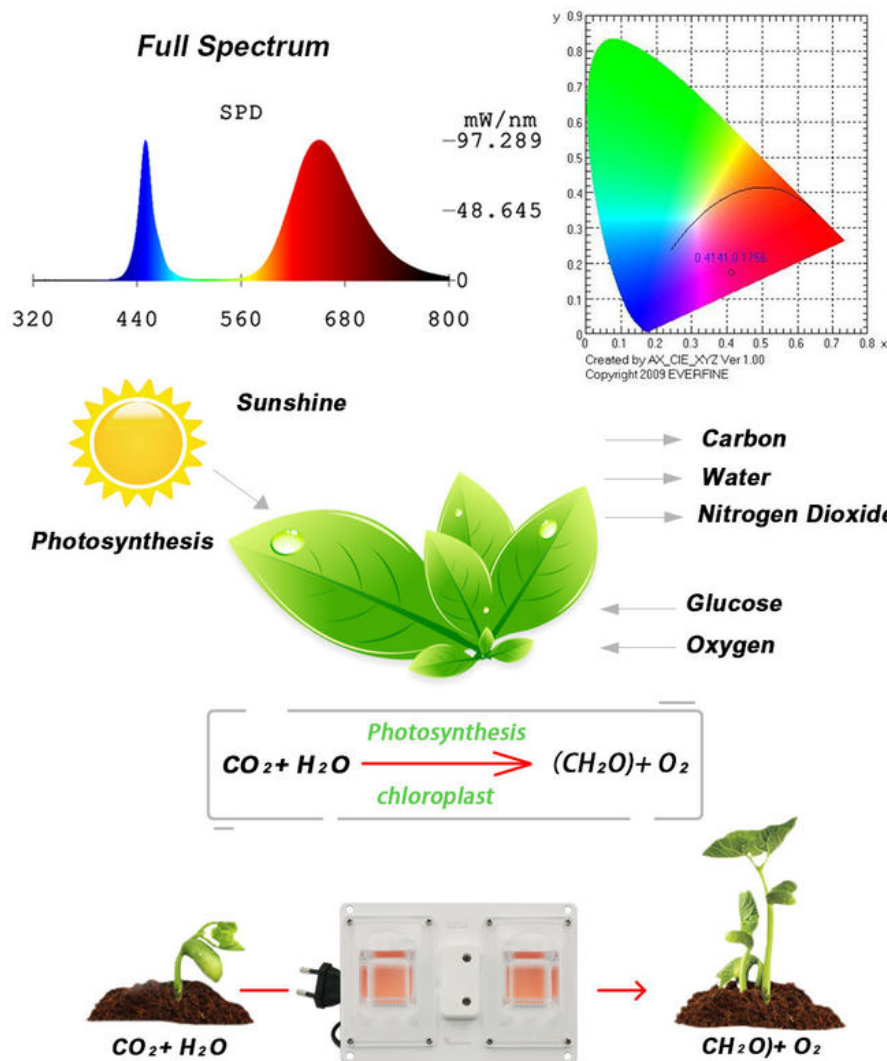 Full Spectrum
SPD
mW/nm
97.289
48.645
0
320 440 560 680 800
y
0.9
0.8
0.7
0.6
0.5
0.4
0.3
0.2
0.1
0
0.4141,0.1756
0 0.1 0.2 0.3 0.4 0.5 0.6 0.7 0.8 x
Created by AX_CIE_XYZ Ver 1.00
Copyright 2009 EVERFINE
Sunshine
Photosynthesis
Carbon
Water
Nitrogen Dioxide
Glucose
Oxygen
Photosynthesis
CO₂+ H₂O (CH₂O)+ O₂
chloroplast
CO₂+ H₂O
CH₂O)+ O₂